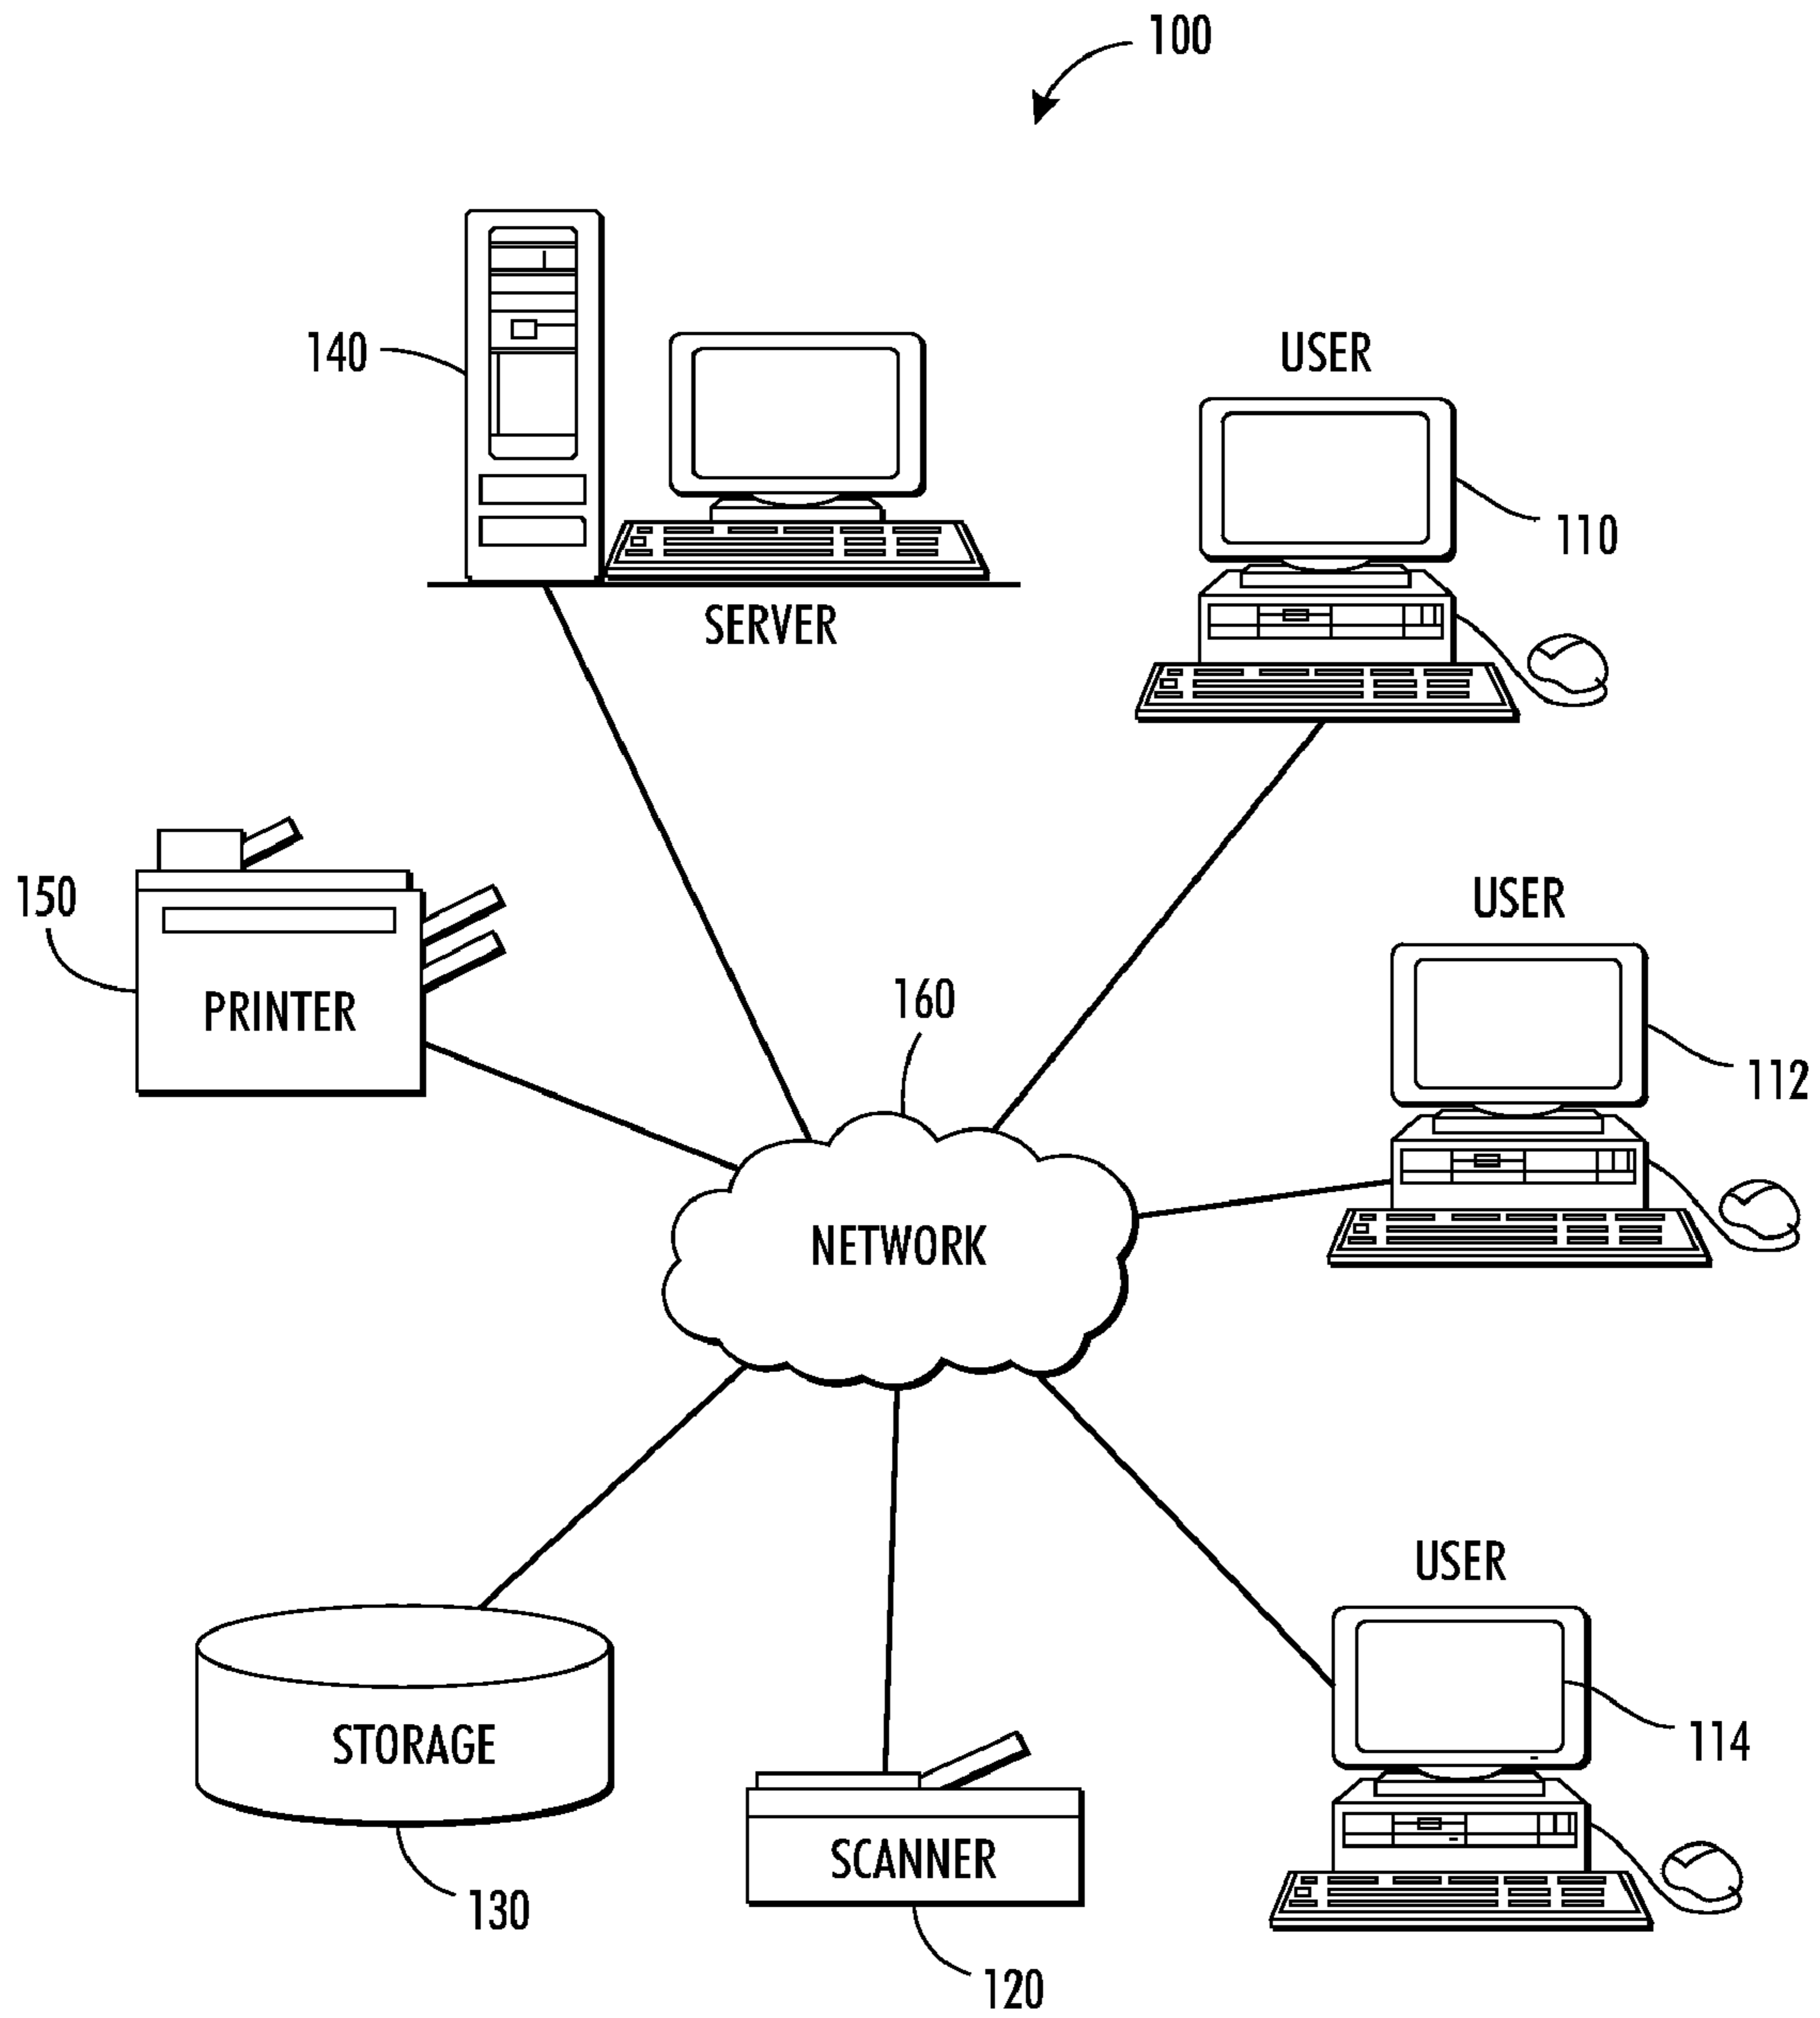 100
140
USER
110
SERVER
150
USER
PRINTER
160
112
NETWORK
USER
STORAGE
114
SCANNER
130
120